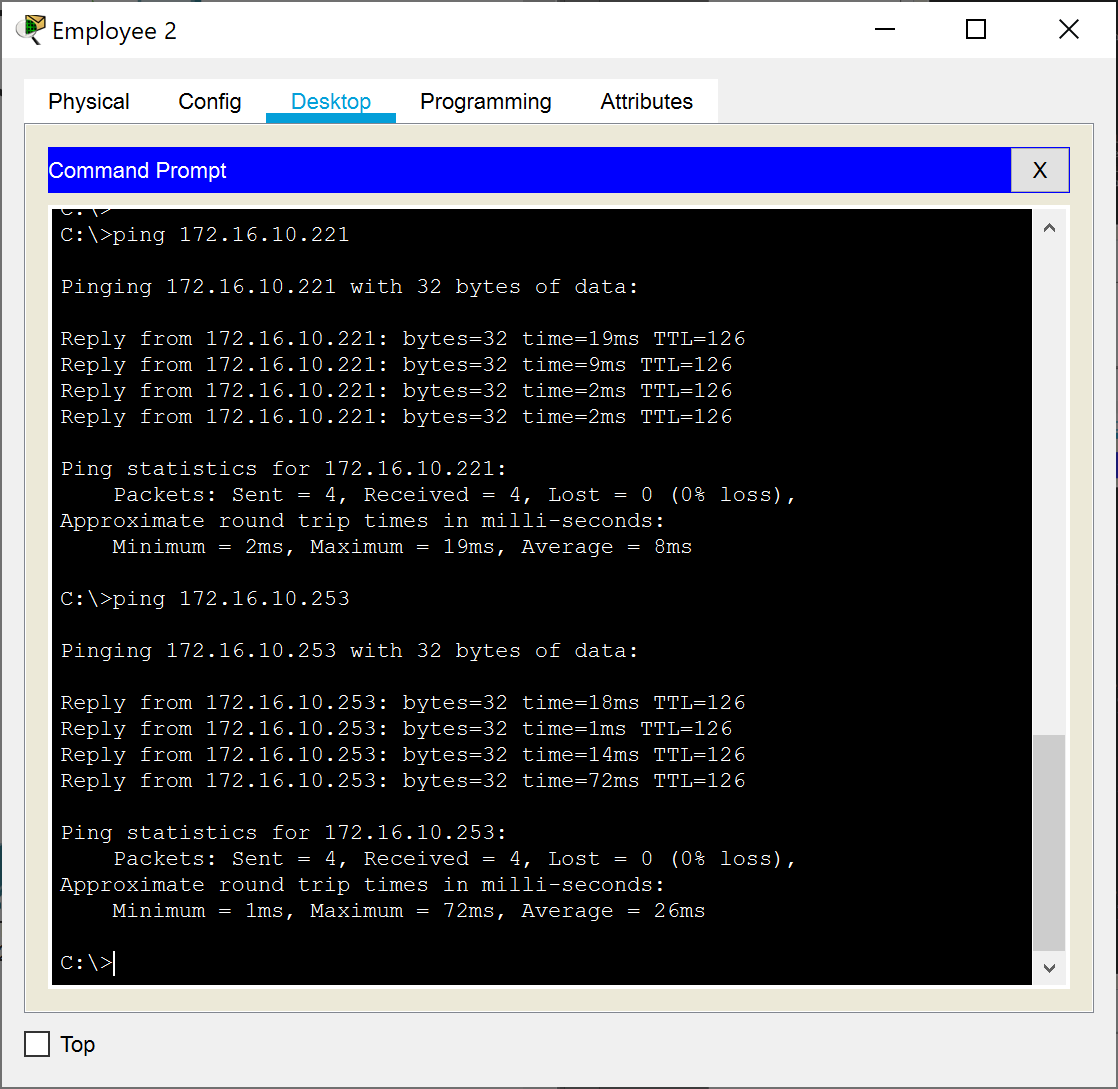 Employee 2
Physical Config Desktop Programming Attributes
Command Prompt X
C:\>
C:\>ping 172.16.10.221
Pinging 172.16.10.221 with 32 bytes of data:
Reply from 172.16.10.221: bytes=32 time=19ms TTL=126
Reply from 172.16.10.221: bytes=32 time=9ms TTL=126
Reply from 172.16.10.221: bytes=32 time=2ms TTL=126
Reply from 172.16.10.221: bytes=32 time=2ms TTL=126
Ping statistics for 172.16.10.221:
Packets: Sent = 4, Received = 4, Lost = 0 (0% loss),
Approximate round trip times in milli-seconds:
Minimum = 2ms, Maximum = 19ms, Average = 8ms
C:\>ping 172.16.10.253
Pinging 172.16.10.253 with 32 bytes of data:
Reply from 172.16.10.253: bytes=32 time=18ms TTL=126
Reply from 172.16.10.253: bytes=32 time=1ms TTL=126
Reply from 172.16.10.253: bytes=32 time=14ms TTL=126
Reply from 172.16.10.253: bytes=32 time=72ms TTL=126
Ping statistics for 172.16.10.253:
Packets: Sent = 4, Received = 4, Lost = 0 (0% loss),
Approximate round trip times in milli-seconds:
Minimum = 1ms, Maximum = 72ms, Average = 26ms
C:\>
Top